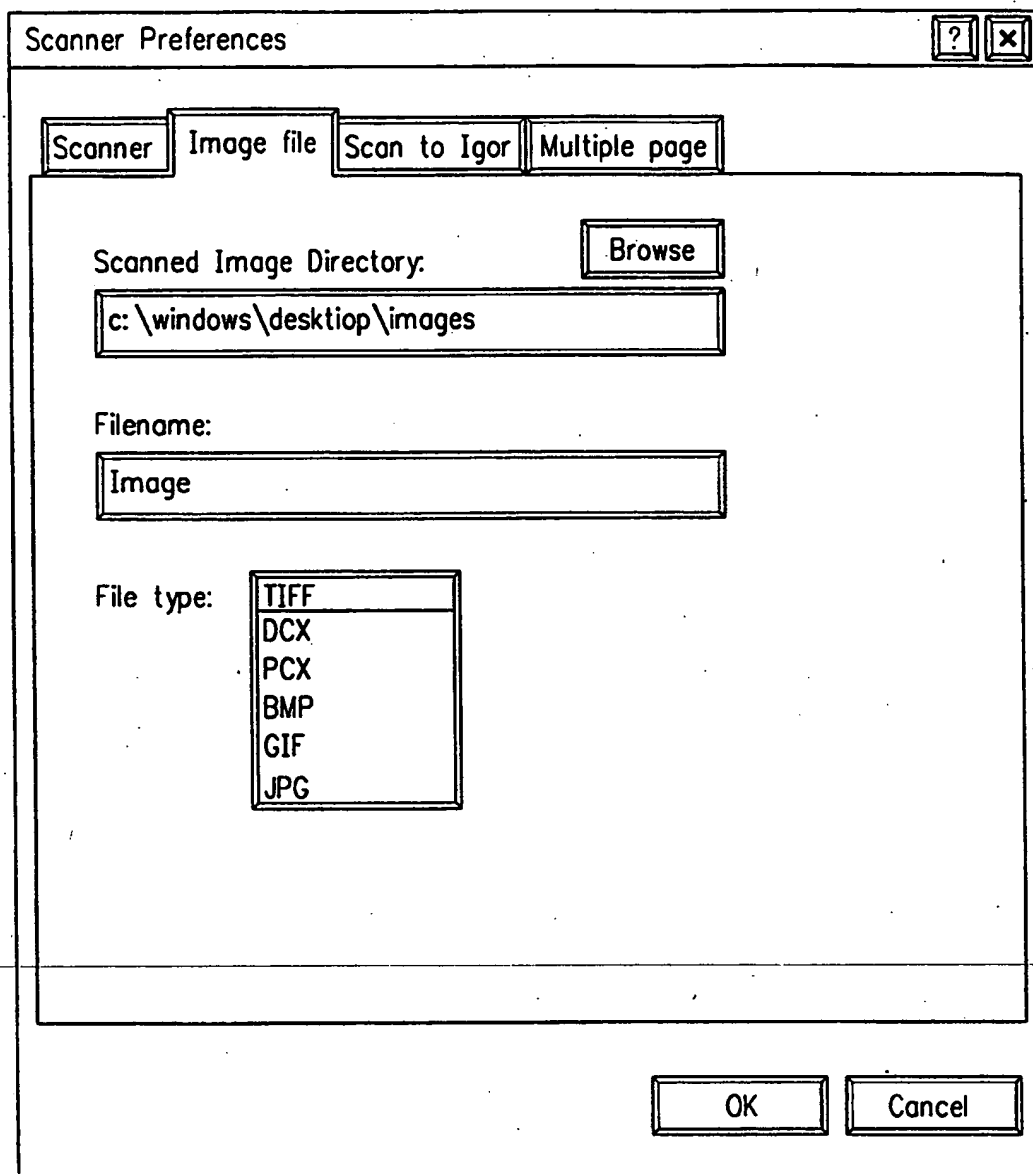 Scanner Preferences ? ×
Scanner Image file Scan to Igor Multiple page
Scanned Image Directory: Browse
c: \windows\desktiop\images
Filename:
Image
File type: TIFF
DCX
PCX
BMP
GIF
JPG
OK Cancel